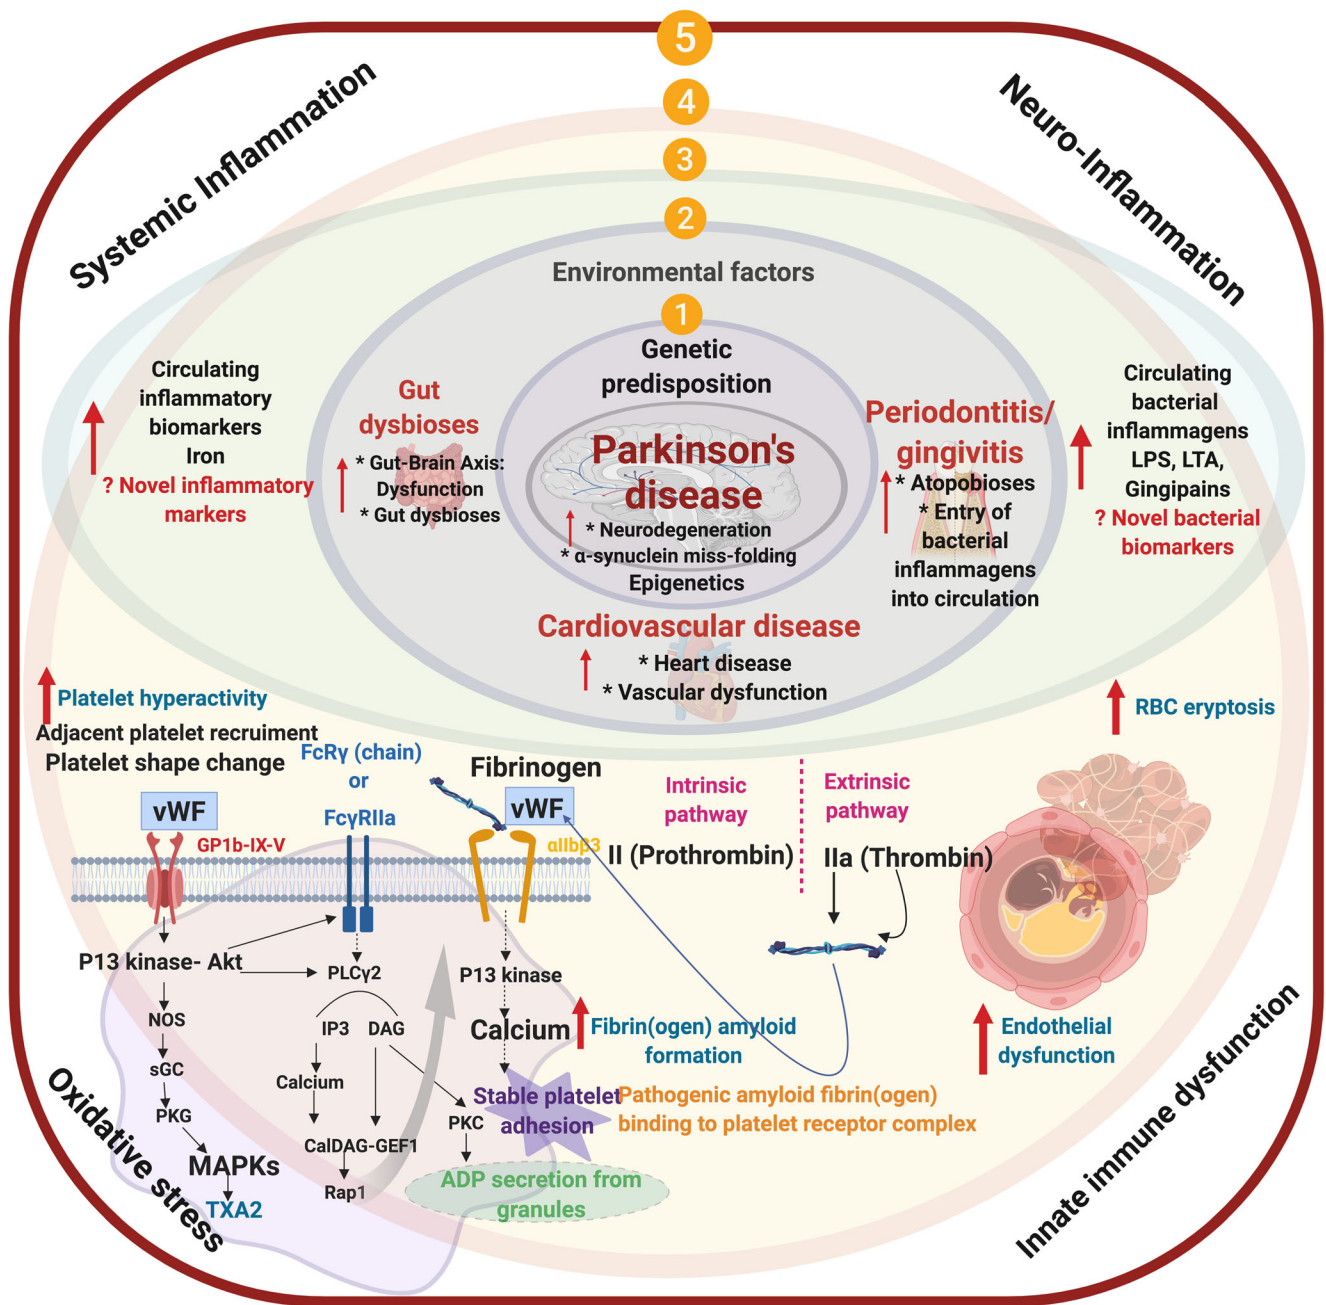 5
4
3
2
1
Systemic Inflammation
Neuro-Inflammation
Environmental factors
Genetic
predisposition
Parkinson's
disease
* Neurodegeneration
* α-synuclein miss-folding
Epigenetics
Circulating
inflammatory
biomarkers
Iron
? Novel inflammatory
markers
Gut
dysbioses
* Gut-Brain Axis:
Dysfunction
* Gut dysbioses
Periodontitis/
gingivitis
* Atopobioses
* Entry of
bacterial
inflammagens
into circulation
Circulating
bacterial
inflammagens
LPS, LTA,
Gingipains
? Novel bacterial
biomarkers
Cardiovascular disease
* Heart disease
* Vascular dysfunction
Platelet hyperactivity
Adjacent platelet recruiment
Platelet shape change
RBC eryptosis
vWF
GP1b-IX-V
FcRγ (chain)
or
FcγRIIa
Fibrinogen
vWF
αIIbβ3
Intrinsic
pathway
Extrinsic
pathway
II (Prothrombin)
IIa (Thrombin)
P13 kinase- Akt
NOS
sGC
PKG
MAPKs
TXA2
PLCγ2
IP3
DAG
Calcium
CalDAG-GEF1
Rap1
PKC
P13 kinase
Calcium
Stable platelet
adhesion
ADP secretion from
granules
Fibrin(ogen) amyloid
formation
Pathogenic amyloid fibrin(ogen)
binding to platelet receptor complex
Endothelial
dysfunction
Oxidative stress
Innate immune dysfunction